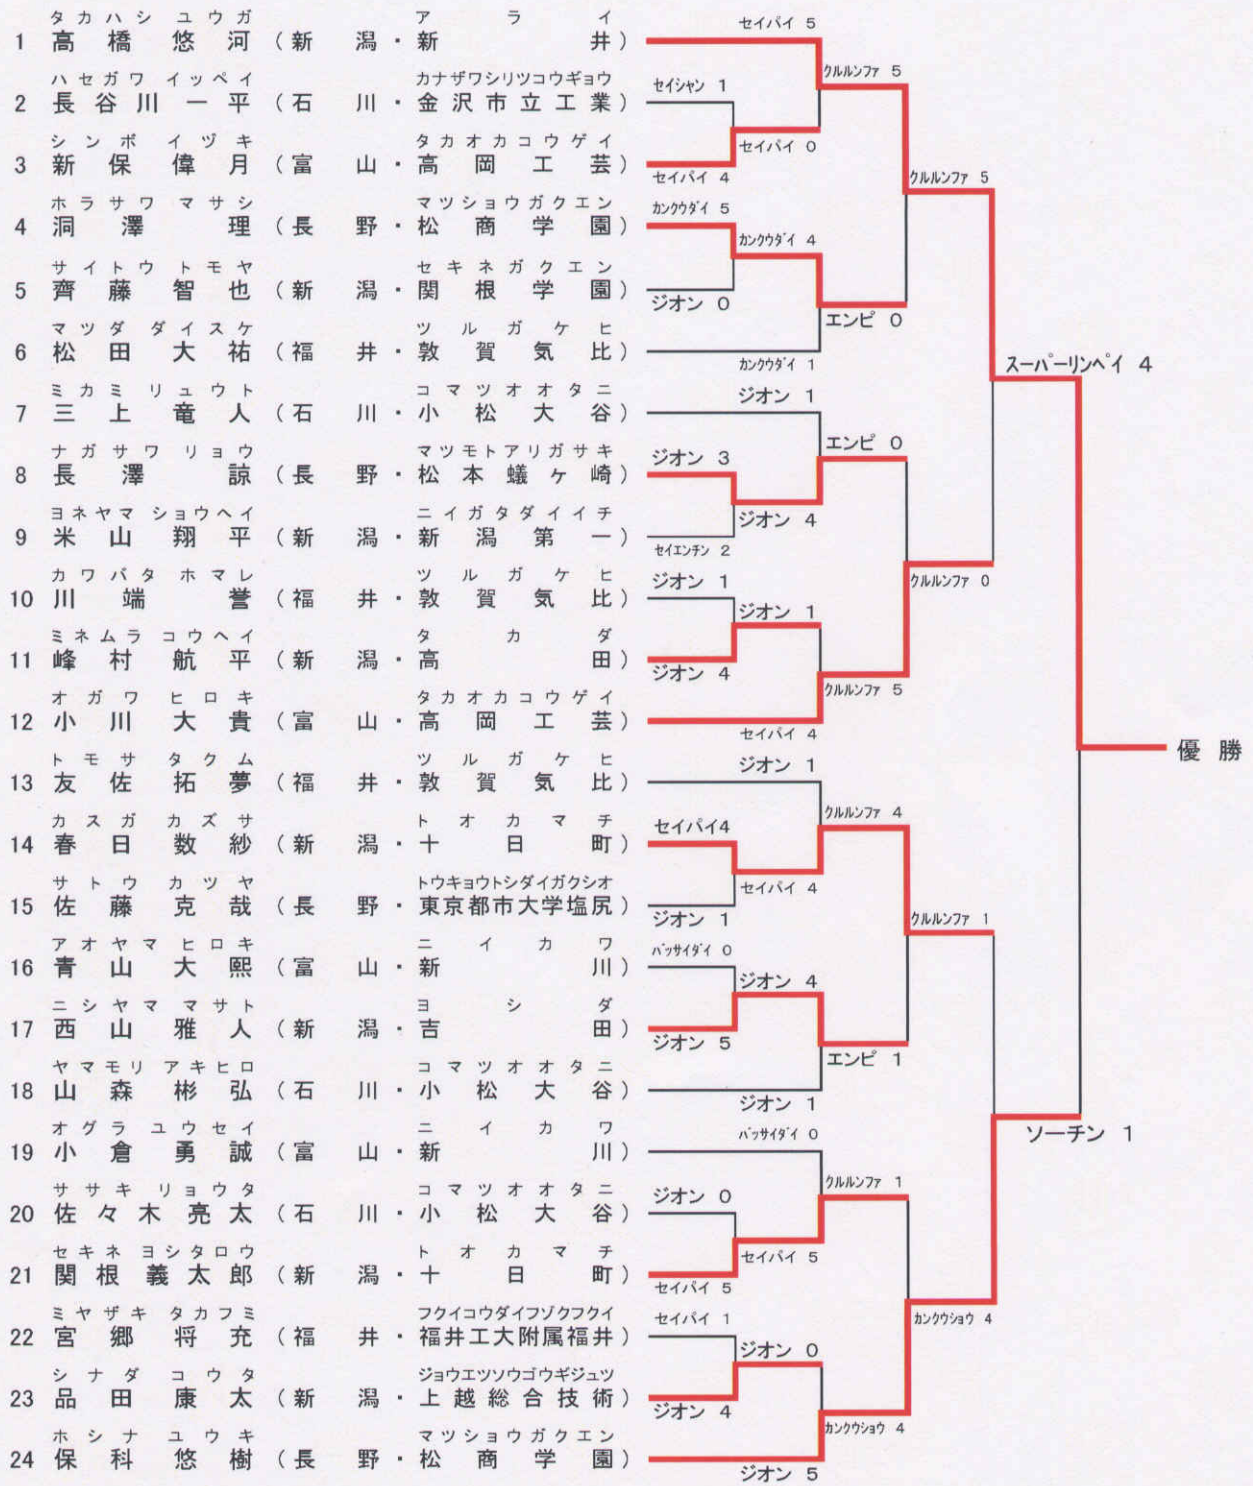 タカハシ ユウガ アライ
1 高橋悠河(新潟・新井)
セイパイ 5
クルルンファ 5
ハセガワ イッペイ カナザワシリツコウギョウ
2 長谷川一平(石川・金沢市立工業)
セイシャン 1
セイパイ 0
シンボ イヅキ タカオカコウゲイ
3 新保偉月(富山・高岡工芸)
セイパイ 4
クルルンファ 5
ホラサワ マサシ マツショウガクエン
4 洞澤理(長野・松商学園)
カンクウダイ 5
カンクウダイ 4
サイトウ トモヤ セキネガクエン
5 齊藤智也(新潟・関根学園)
ジオン 0
エンピ 0
マツダ ダイスケ ツルガケヒ
6 松田大祐(福井・敦賀気比)
カンクウダイ 1
スーパーリンペイ 4
ミカミ リュウト コマツオオタニ
7 三上竜人(石川・小松大谷)
ジオン 1
エンピ 0
ナガサワ リョウ マツモトアリガサキ
8 長澤諒(長野・松本蟻ヶ崎)
ジオン 3
ジオン 4
ヨネヤマ ショウヘイ ニイガタダイイチ
9 米山翔平(新潟・新潟第一)
セイエンチン 2
カワバタ ホマレ ツルガケヒ
10 川端誉(福井・敦賀気比)
ジオン 1
クルルンファ 0
ジオン 1
ミネムラ コウヘイ タカダ
11 峰村航平(新潟・高田)
ジオン 4
クルルンファ 5
オガワ ヒロキ タカオカコウゲイ
12 小川大貴(富山・高岡工芸)
セイパイ 4
優勝
トモサ タクム ツルガケヒ
13 友佐拓夢(福井・敦賀気比)
ジオン 1
クルルンファ 4
カスガ カズサ トオカマチ
14 春日数紗(新潟・十日町)
セイパイ4
セイパイ 4
サトウ カツヤ トウキョウトシダイガクシオ
15 佐藤克哉(長野・東京都市大学塩尻)
ジオン 1
クルルンファ 1
アオヤマ ヒロキ ニイカワ
16 青山大熙(富山・新川)
バッサイダイ 0
ジオン 4
ニシヤマ マサト ヨシダ
17 西山雅人(新潟・吉田)
ジオン 5
エンピ 1
ヤマモリ アキヒロ コマツオオタニ
18 山森彬弘(石川・小松大谷)
ジオン 1
オグラ ユウセイ ニイカワ
19 小倉勇誠(富山・新川)
バッサイダイ 0
ソーチン 1
クルルンファ 1
ササキ リョウタ コマツオオタニ
20 佐々木亮太(石川・小松大谷)
ジオン 0
セイパイ 5
セキネ ヨシタロウ トオカマチ
21 関根義太郎(新潟・十日町)
セイパイ 5
ミヤザキ タカフミ フクイコウダイフゾクフクイ
22 宮郷将充(福井・福井工大附属福井)
セイパイ 1
カンクウショウ 4
ジオン 0
シナダ コウタ ジョウエツソウゴウギジュツ
23 品田康太(新潟・上越総合技術)
ジオン 4
カンクウショウ 4
ホシナ ユウキ マツショウガクエン
24 保科悠樹(長野・松商学園)
ジオン 5